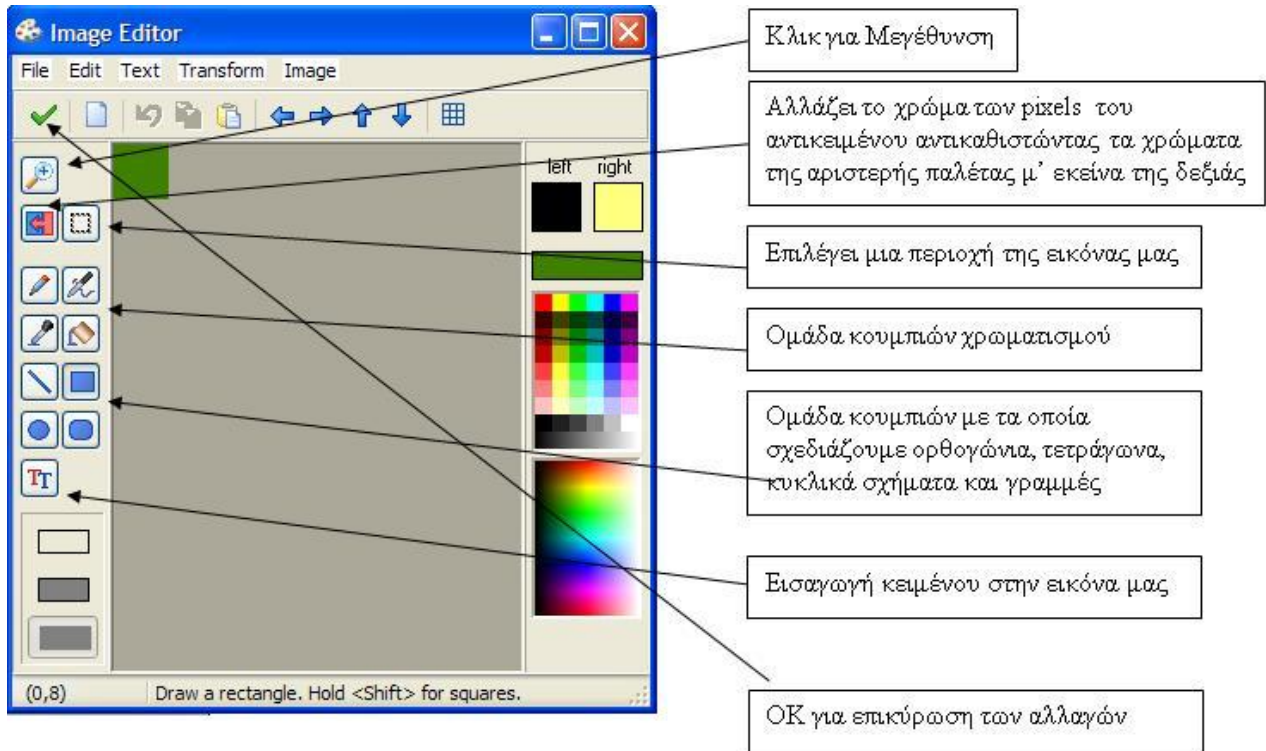 Image Editor
File Edit Text Transform Image
left right
TT
(0,8) Draw a rectangle. Hold <Shift> for squares.
Κλικ για Μεγέθυνση
Αλλάζει το χρώμα των pixels του
αντικειμένου αντικαθιστώντας τα χρώματα
της αριστερής παλέτας μ’ εκείνα της δεξιάς
Επιλέγει μια περιοχή της εικόνας μας
Ομάδα κουμπιών χρωματισμού
Ομάδα κουμπιών με τα οποία
σχεδιάζουμε ορθογώνια, τετράγωνα,
κυκλικά σχήματα και γραμμές
Εισαγωγή κειμένου στην εικόνα μας
ΟΚ για επικύρωση των αλλαγών